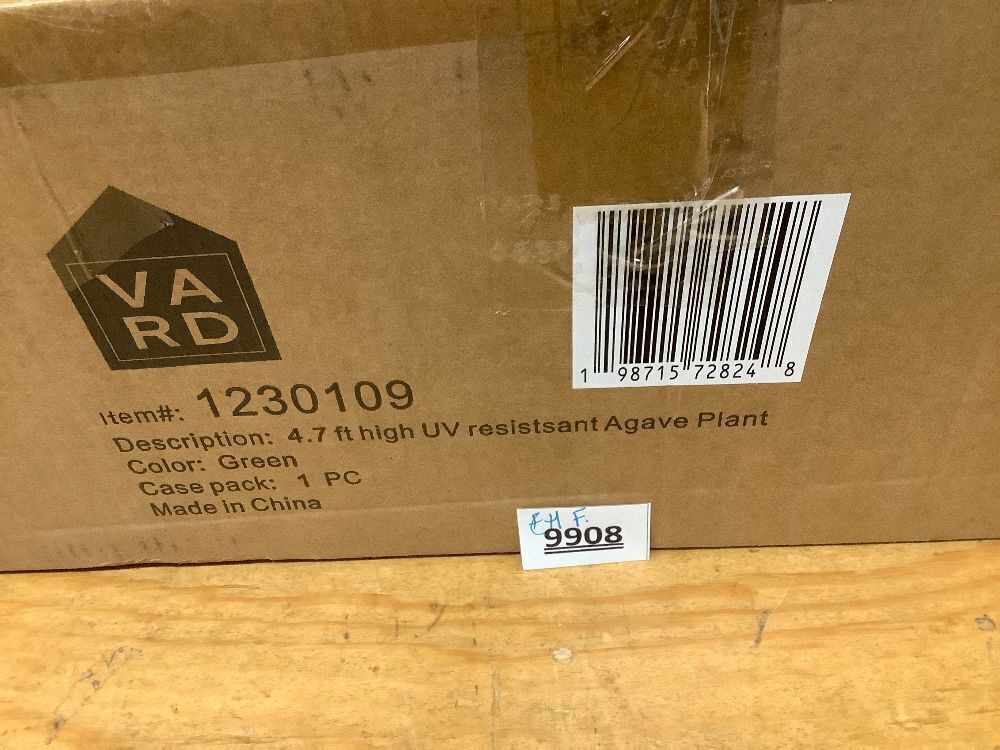 VA
RD
1 98715 72824 8
Item#: 1230109
Description: 4.7 ft high UV resistsant Agave Plant
Color: Green
Case pack: 1 PC
Made in China
9908